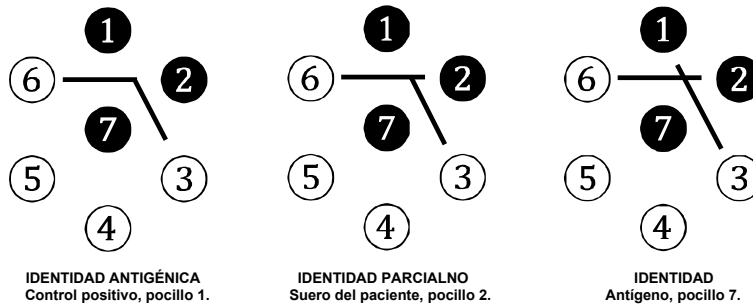 1
6 2
7
5 3
4
1
6 2
7
5 3
4
1
6 2
7
5 3
4
IDENTIDAD ANTIGÉNICA
Control positivo, pocillo 1.
IDENTIDAD PARCIALNO
Suero del paciente, pocillo 2.
IDENTIDAD
Antígeno, pocillo 7.